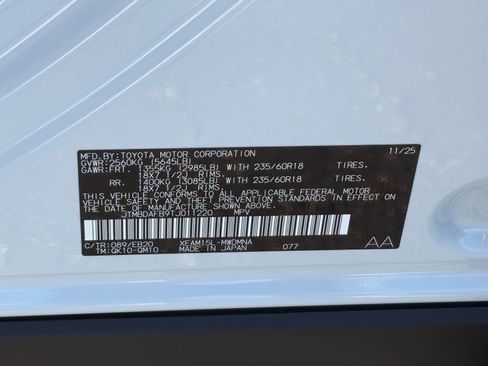 MFD.BY:TOYOTA MOTOR CORPORATION 11/25
GVWR:2560KG (5645LB)
GAWR:FRT. 1355KG (2985LB) WITH 235/60R18 TIRES.
18X7 1/2J
RR. 1400KG (3085LB) WITH 235/60R18 TIRES.
18X7 1/2J
THIS VEHICLE CONFORMS TO ALL APPLICABLE FEDERAL MOTOR
VEHICLE SAFETY AND THEFT PREVENTION STANDARDS IN
EFFECT ON THE DATE OF MANUFACTURE SHOWN ABOVE.
JTMBDAFB9TJ011220 MPV
C/TR:089/EB20 XEAM15L-MWDMNA
TM:QK10-QM10 MADE IN JAPAN 077 AA